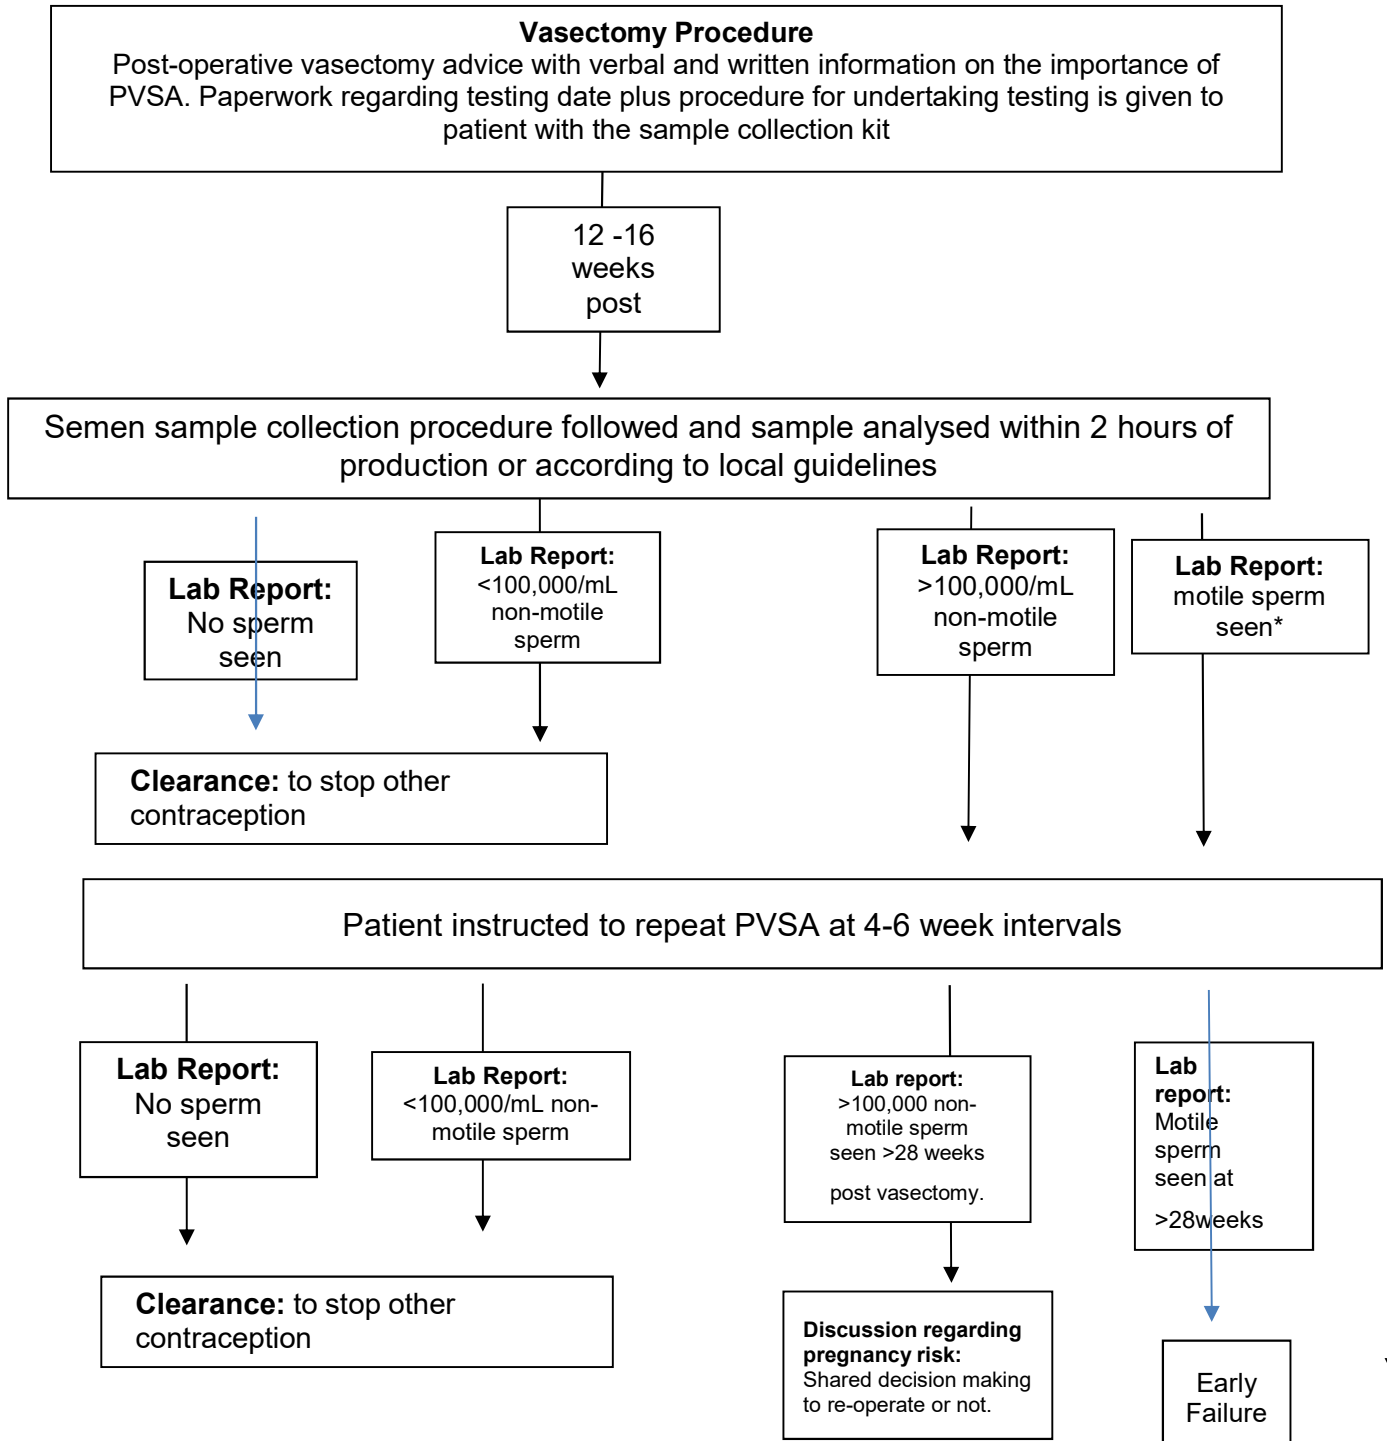 Vasectomy Procedure
Post-operative vasectomy advice with verbal and written information on the importance of
PVSA. Paperwork regarding testing date plus procedure for undertaking testing is given to
patient with the sample collection kit
12 -16
weeks
post
Semen sample collection procedure followed and sample analysed within 2 hours of
production or according to local guidelines
Lab Report:
No sperm
seen
Lab Report:
<100,000/mL
non-motile
sperm
Lab Report:
>100,000/mL
non-motile
sperm
Lab Report:
motile sperm
seen*
Clearance: to stop other
contraception
Patient instructed to repeat PVSA at 4-6 week intervals
Lab Report:
No sperm
seen
Lab Report:
<100,000/mL non-
motile sperm
Lab report:
>100,000 non-
motile sperm
seen >28 weeks
post vasectomy.
Lab
report:
Motile
sperm
seen at
>28weeks
Clearance: to stop other
contraception
Discussion regarding
pregnancy risk:
Shared decision making
to re-operate or not.
Early
Failure